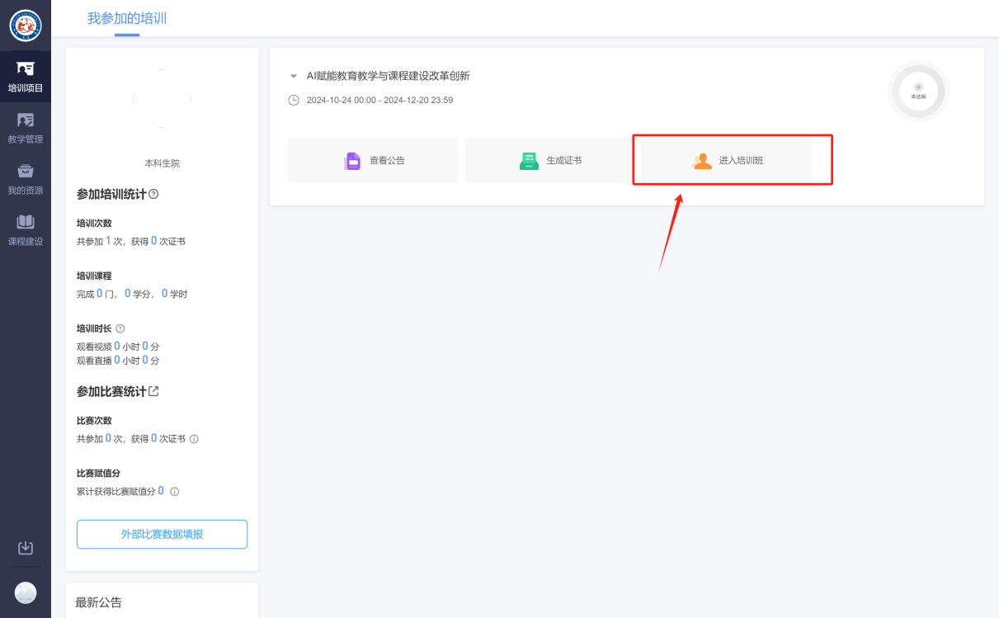 我参加的培训
培训项目
教学管理
我的资源
课程建设
本科生院
参加培训统计
培训次数
共参加 1 次，获得 0 次证书
培训课程
完成 0 门， 0 学分， 0 学时
培训时长
观看视频 0 小时 0 分
观看直播 0 小时 0 分
参加比赛统计
比赛次数
共参加 0 次，获得 0 次证书
比赛赋值分
累计获得比赛赋值分 0
外部比赛数据填报
最新公告
AI赋能教育教学与课程建设改革创新
2024-10-24 00:00 - 2024-12-20 23:59
未达标
查看公告
生成证书
进入培训班